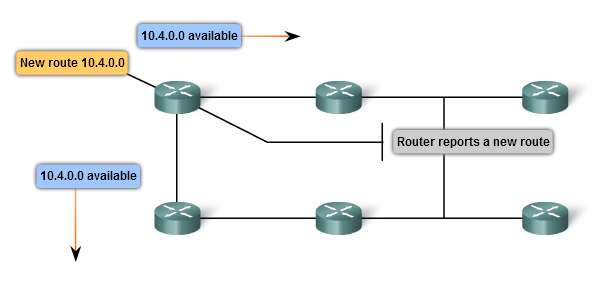 10.4.0.0 available
New route 10.4.0.0
Router reports a new route
10.4.0.0 available